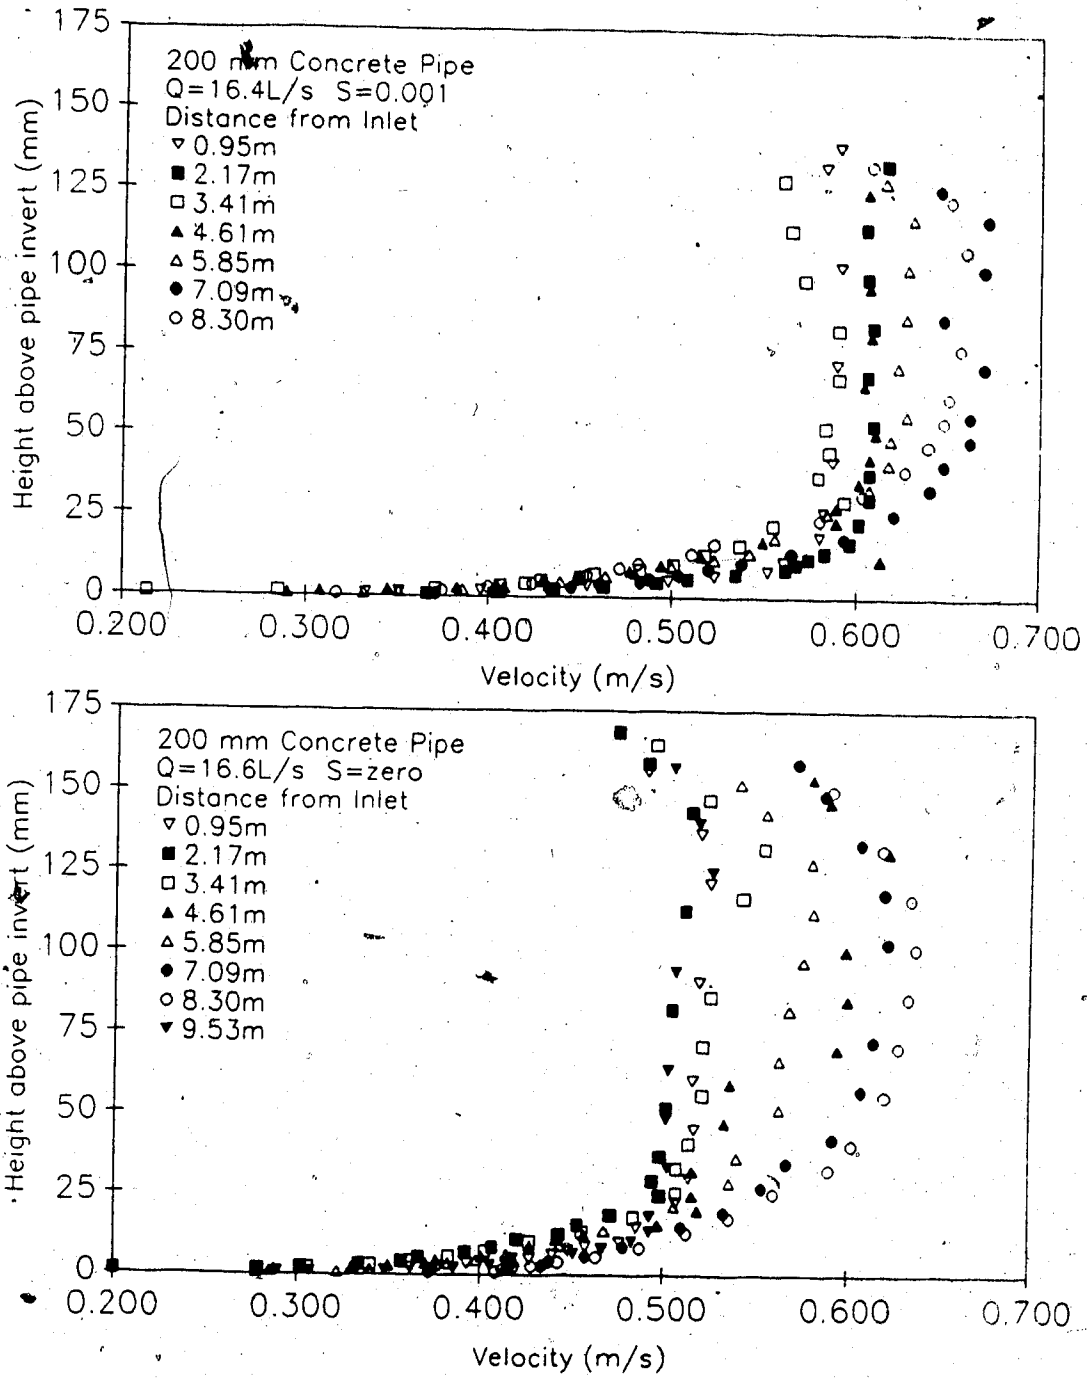 175
150
125
100
75
50
25
0
Height above pipe invert (mm)
200 mm Concrete Pipe
Q=16.4L/s S=0.001
Distance from Inlet
▽ 0.95m
■ 2.17m
□ 3.41m
▲ 4.61m
△ 5.85m
● 7.09m
○ 8.30m
0.200 0.300 0.400 0.500 0.600 0.700
Velocity (m/s)
175
150
125
100
75
50
25
0
Height above pipe invert (mm)
200 mm Concrete Pipe
Q=16.6L/s S=zero
Distance from Inlet
▽ 0.95m
■ 2.17m
□ 3.41m
▲ 4.61m
△ 5.85m
● 7.09m
○ 8.30m
▼ 9.53m
0.200 0.300 0.400 0.500 0.600 0.700
Velocity (m/s)